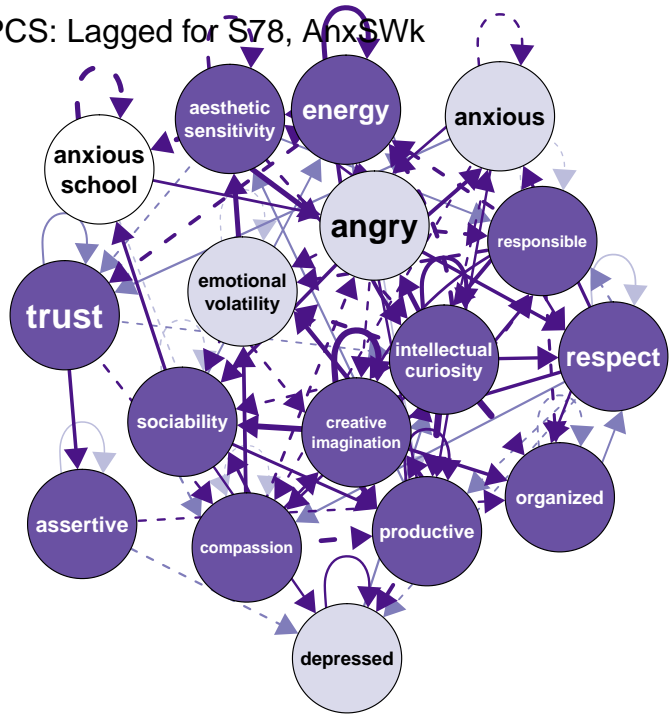 PCS: Lagged for S78, AnxSWk
aesthetic
sensitivity
energy
anxious
anxious
school
angry
responsible
emotional
volatility
trust
intellectual
curiosity
respect
sociability
creative
imagination
organized
assertive
compassion
productive
depressed